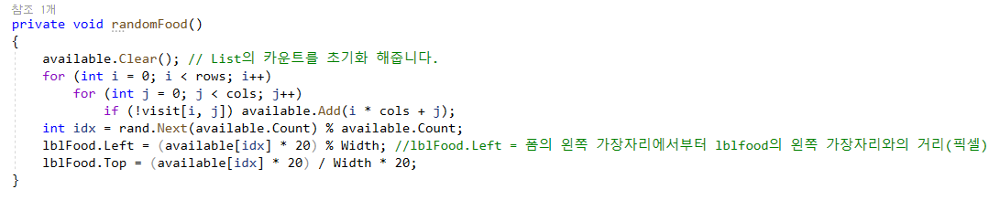 참조 1개
private void randomFood()
{
available.Clear(); // List의 카운트를 초기화 해줍니다.
for (int i = 0; i < rows; i++)
for (int j = 0; j < cols; j++)
if (!visit[i, j]) available.Add(i * cols + j);
int idx = rand.Next(available.Count) % available.Count;
lblFood.Left = (available[idx] * 20) % Width; //lblFood.Left = 폼의 왼쪽 가장자리에서부터 lblfood의 왼쪽 가장자리와의 거리(픽셀)
lblFood.Top = (available[idx] * 20) / Width * 20;
}